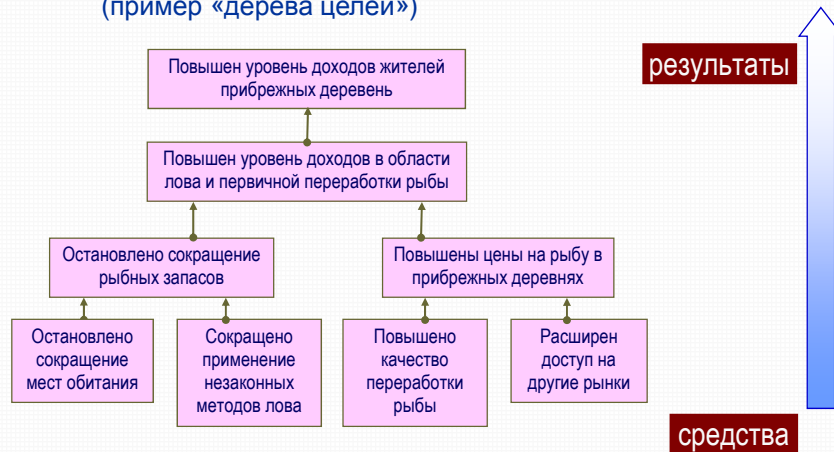 (пример «дерева целей»)
Повышен уровень доходов жителей
прибрежных деревень
результаты
Повышен уровень доходов в области
лова и первичной переработки рыбы
Остановлено сокращение
рыбных запасов
Повышены цены на рыбу в
прибрежных деревнях
Остановлено
сокращение
мест обитания
Сокращено
применение
незаконных
методов лова
Повышено
качество
переработки
рыбы
Расширен
доступ на
другие рынки
средства